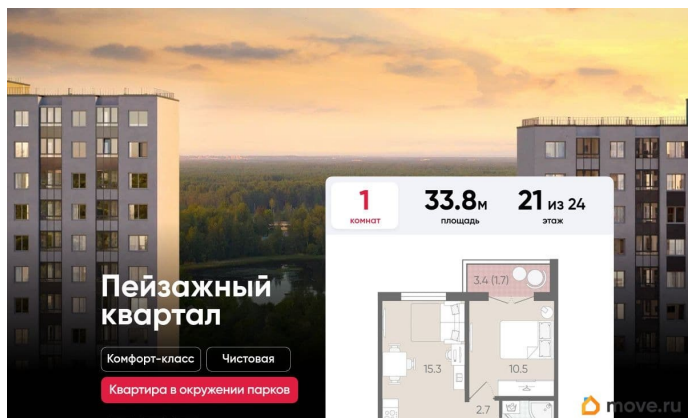 1
комнат
33.8м
площадь
21 из 24
этаж
Пейзажный
квартал
Комфорт-класс
Чистовая
Квартира в окружении парков
3.4 (1.7)
15.3
10.5
2.7
move.ru